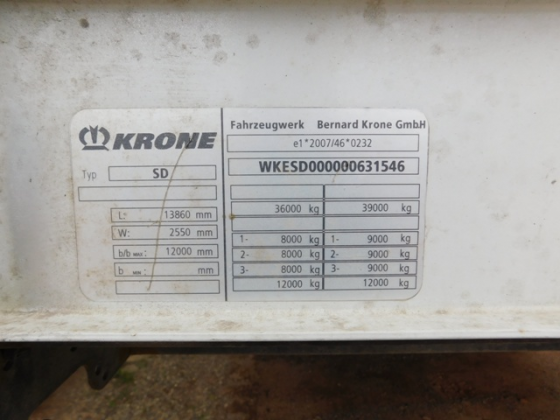 KRONE
Typ SD
L: 13860 mm
W: 2550 mm
b/b MAX: 12000 mm
b MIN: mm
Fahrzeugwerk Bernard Krone GmbH
e1*2007/46*0232
WKESD000000631546
36000 kg 39000 kg
1- 8000 kg 1- 9000 kg
2- 8000 kg 2- 9000 kg
3- 8000 kg 3- 9000 kg
12000 kg 12000 kg